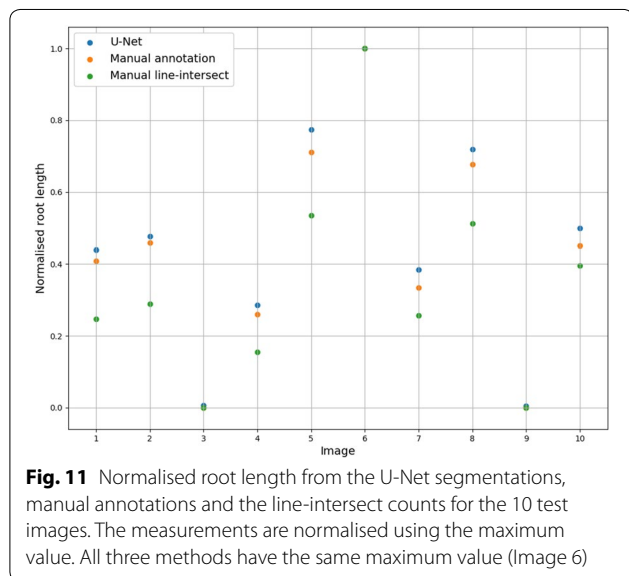 U-Net
Manual annotation
Manual line-intersect
Normalised root length
1.0
0.8
0.6
0.4
0.2
0.0
1 2 3 4 5 6 7 8 9 10
Image
Fig. 11 Normalised root length from the U-Net segmentations,
manual annotations and the line-intersect counts for the 10 test
images. The measurements are normalised using the maximum
value. All three methods have the same maximum value (Image 6)